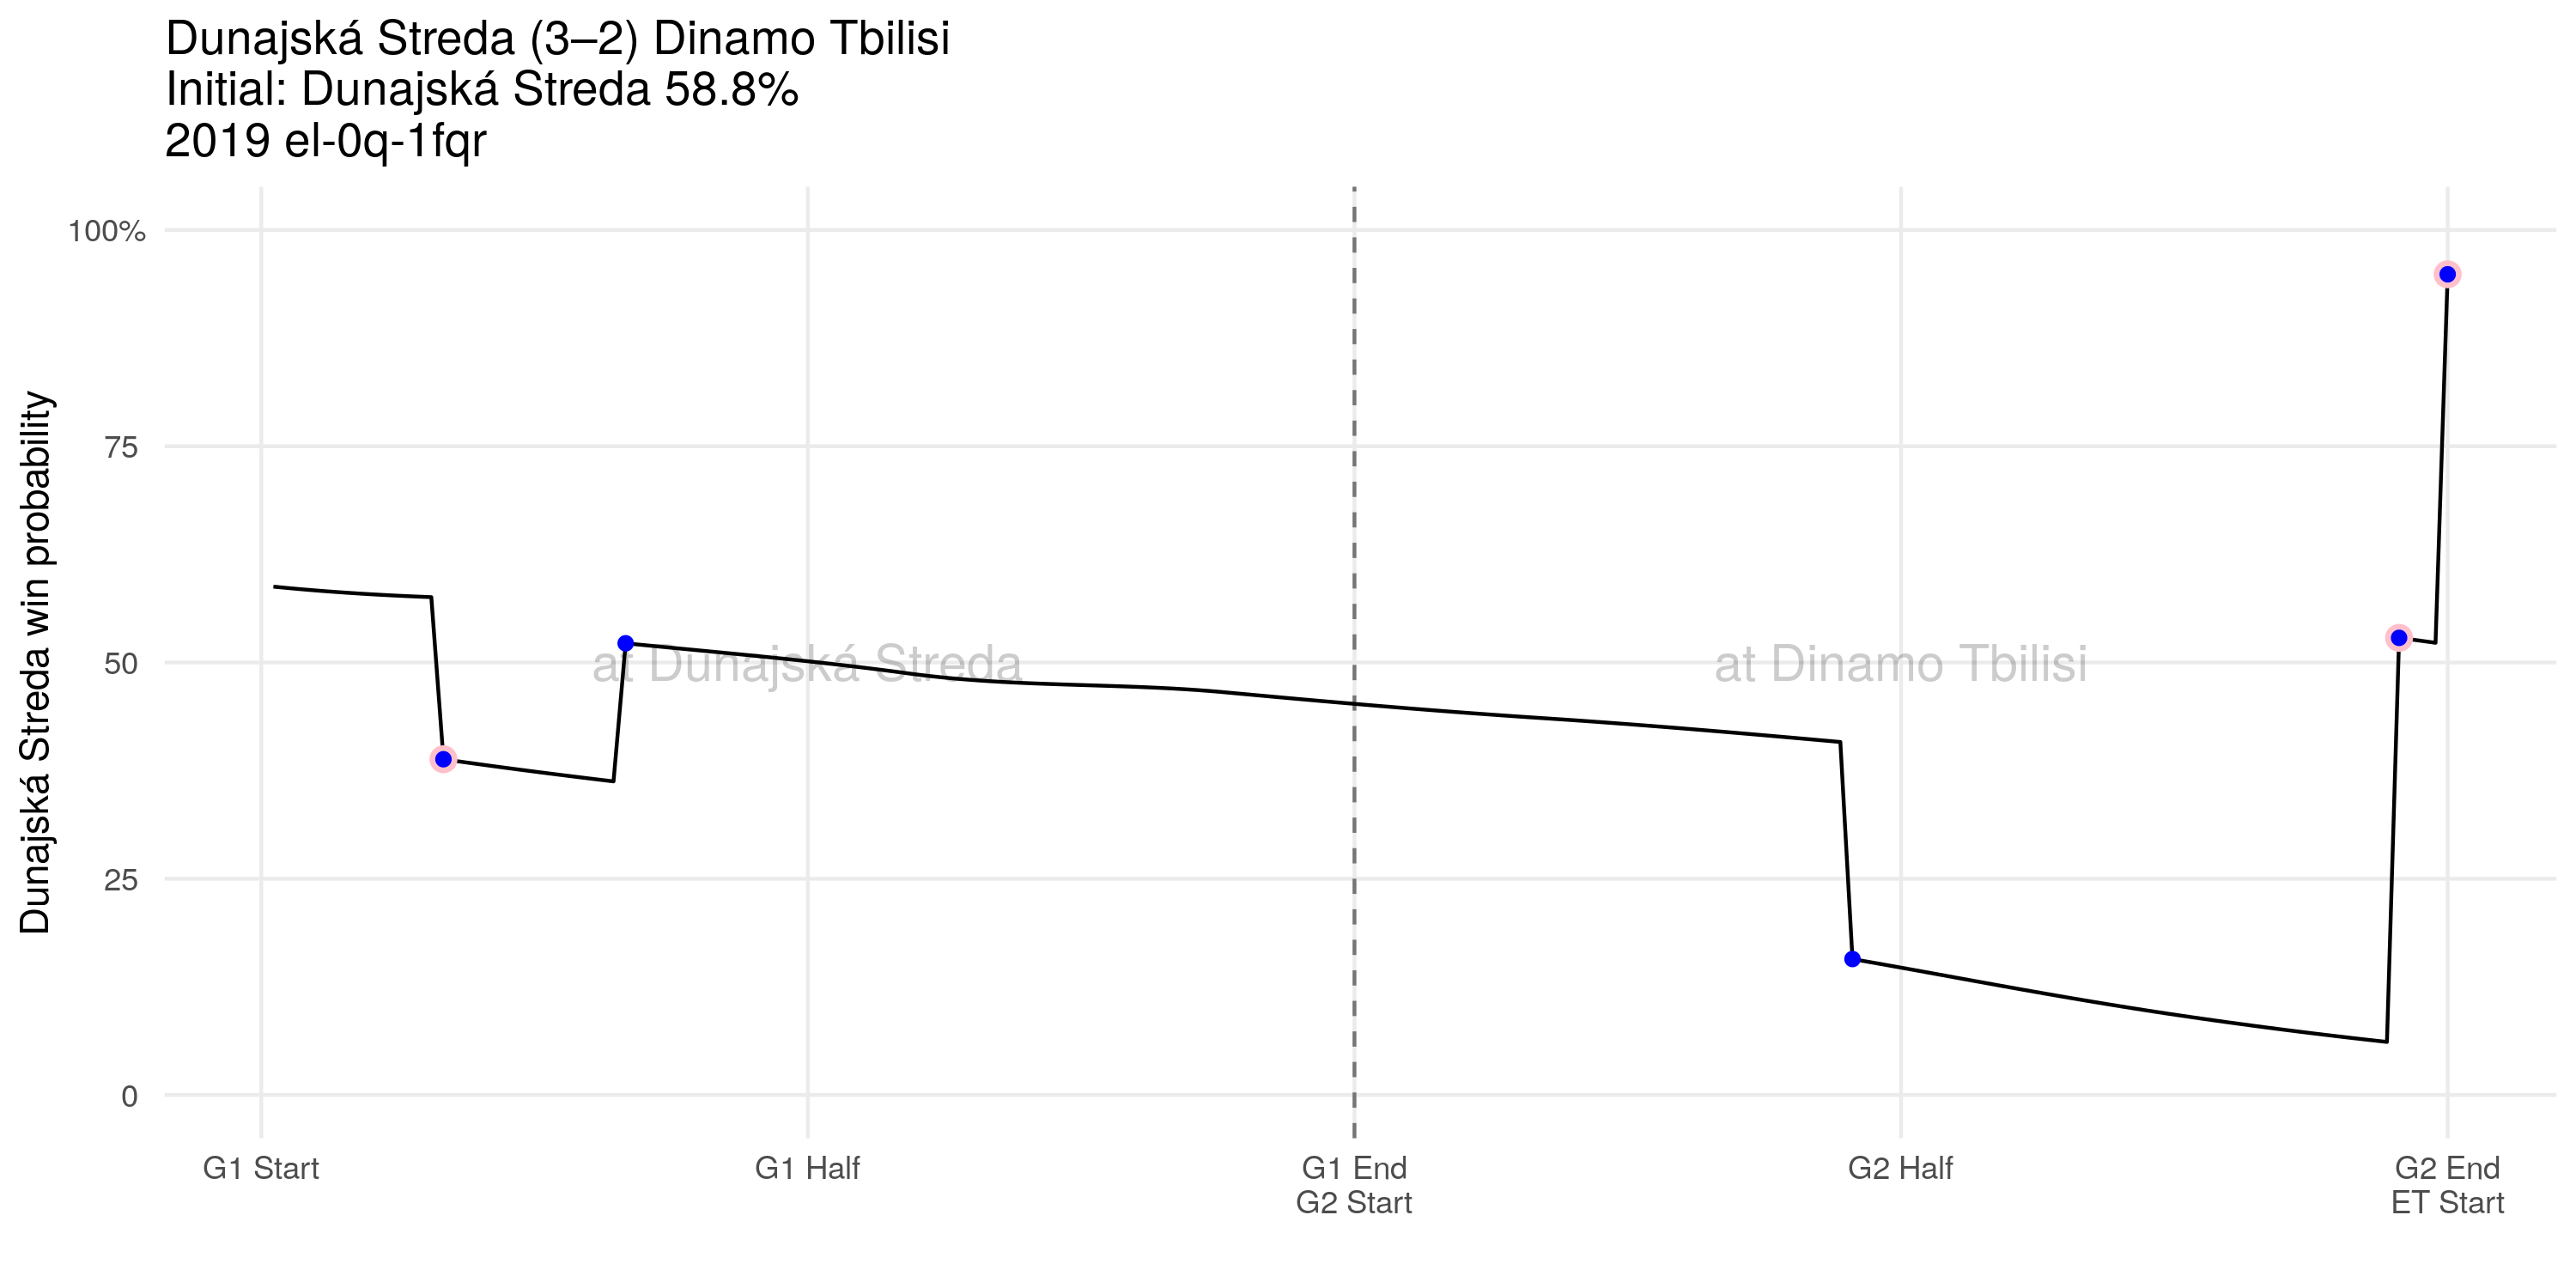 Dunajská Streda (3–2) Dinamo Tbilisi
Initial: Dunajská Streda 58.8%
2019 el-0q-1fqr
Dunajská Streda win probability
100%
75
50
25
0
at Dunajská Streda
at Dinamo Tbilisi
G1 Start
G1 Half
G1 End
G2 Start
G2 Half
G2 End
ET Start